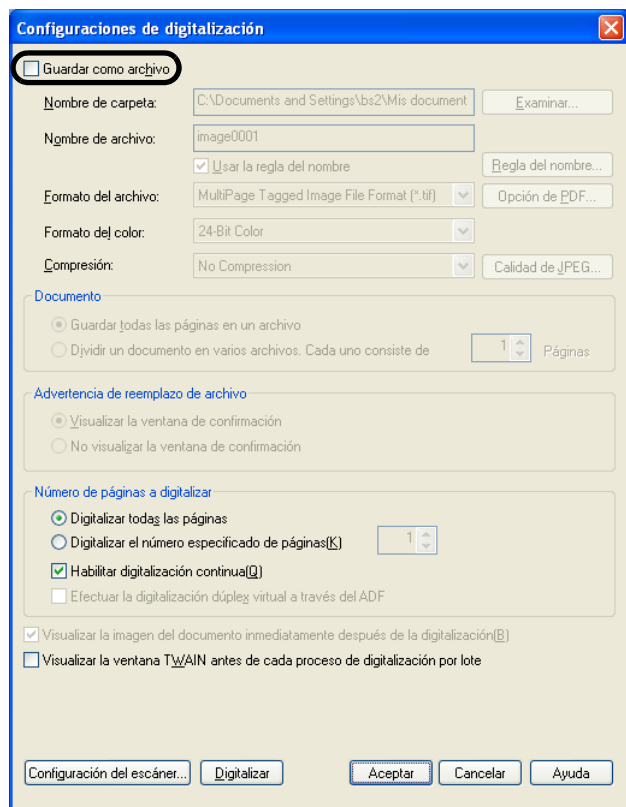 Configuraciones de digitalización
Guardar como archivo
Nombre de carpeta: C:\Documents and Settings\bs2\Mis document Examinar...
Nombre de archivo: image0001
Usar la regla del nombre Regla del nombre...
Formato del archivo: MultiPage Tagged Image File Format (*.tif) Opción de PDF...
Formato del color: 24-Bit Color
Compresión: No Compression Calidad de JPEG...
Documento
Guardar todas las páginas en un archivo
Dividir un documento en varios archivos. Cada uno consiste de 1 Páginas
Advertencia de reemplazo de archivo
Visualizar la ventana de confirmación
No visualizar la ventana de confirmación
Número de páginas a digitalizar
Digitalizar todas las páginas
Digitalizar el número especificado de páginas(K) 1
Habilitar digitalización continua(Q)
Efectuar la digitalización dúplex virtual a través del ADF
Visualizar la imagen del documento inmediatamente después de la digitalización(B)
Visualizar la ventana TWAIN antes de cada proceso de digitalización por lote
Configuración del escáner... Digitalizar Aceptar Cancelar Ayuda